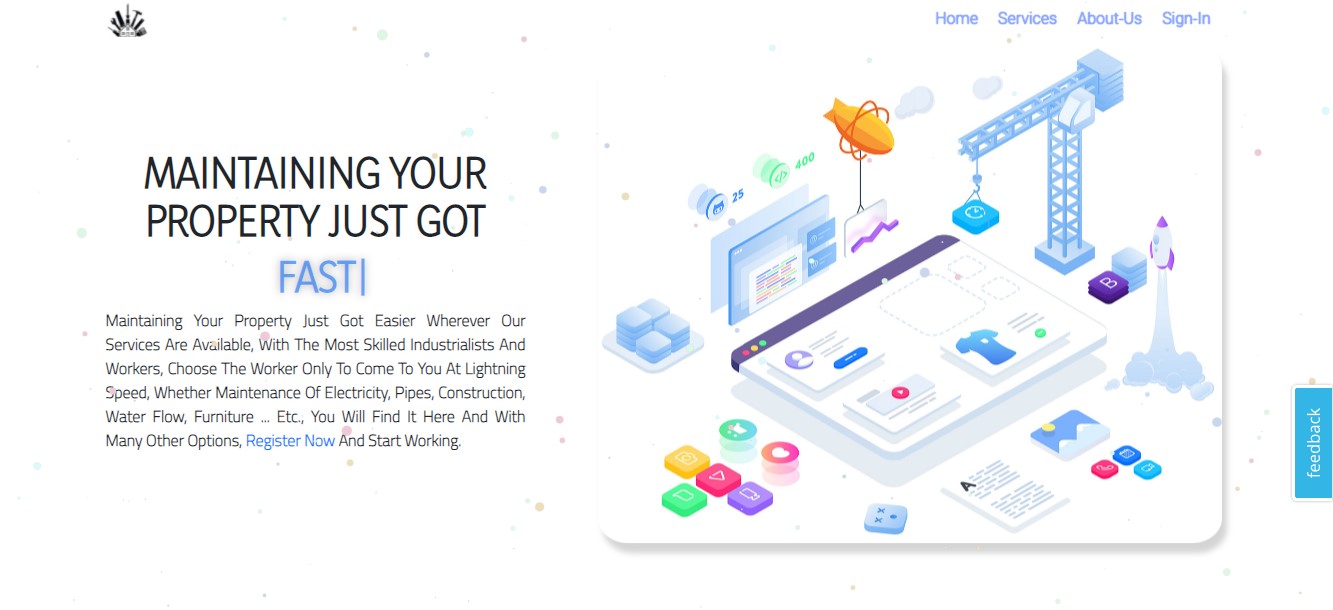 Home Services About-Us Sign-In
MAINTAINING YOUR
PROPERTY JUST GOT
FAST|
Maintaining Your Property Just Got Easier Wherever Our
Services Are Available, With The Most Skilled Industrialists And
Workers, Choose The Worker Only To Come To You At Lightning
Speed, Whether Maintenance Of Electricity, Pipes, Construction,
Water Flow, Furniture ... Etc., You Will Find It Here And With
Many Other Options, Register Now And Start Working.
400
25
B
A
feedback